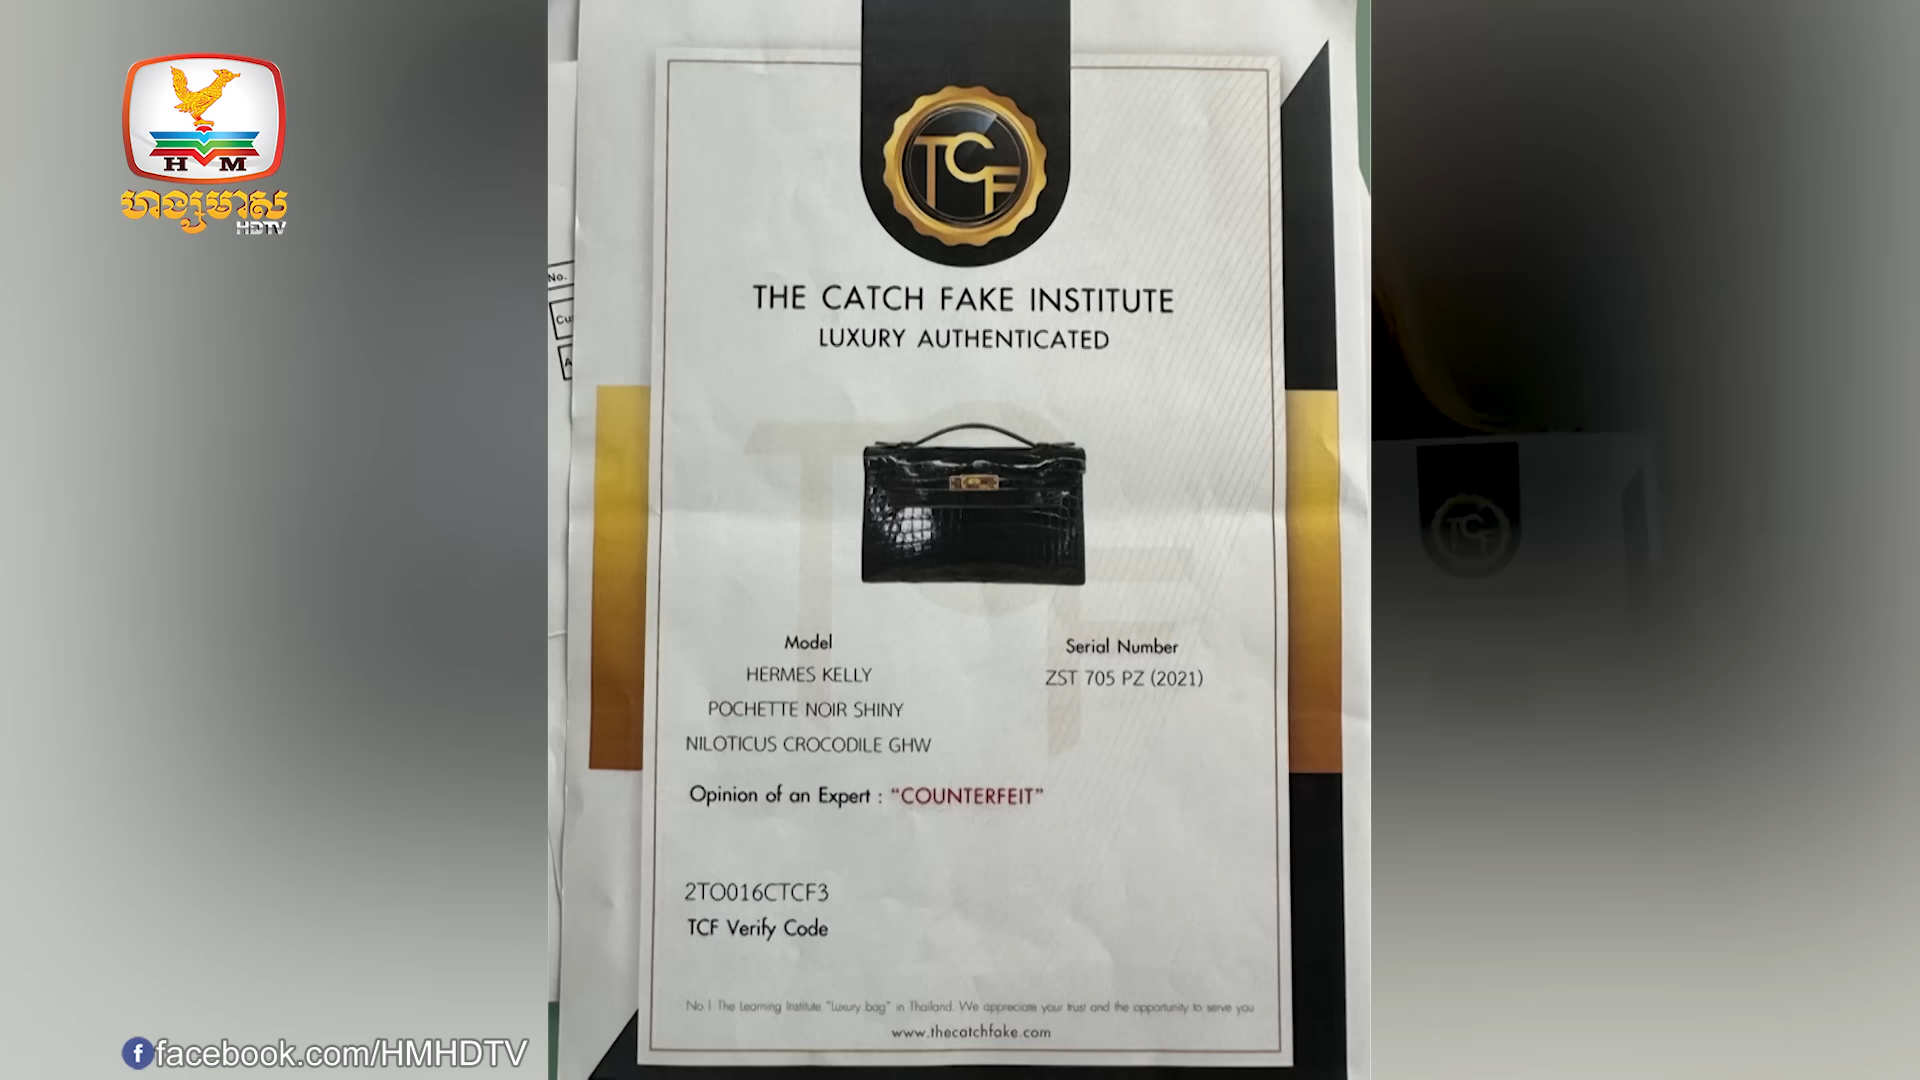 H M
ហង្សមាស
HDTV
No.
TCF
THE CATCH FAKE INSTITUTE
LUXURY AUTHENTICATED
Model
HERMES KELLY
POCHETTE NOIR SHINY
NILOTICUS CROCODILE GHW
Serial Number
ZST 705 PZ (2021)
Opinion of an Expert : "COUNTERFEIT"
2TO016CTCF3
TCF Verify Code
No.1 The Learning Institute "Luxury bag" in Thailand. We appreciate your trust and the opportunity to serve you
www.thecatchfake.com
facebook.com/HMHDTV
TCF